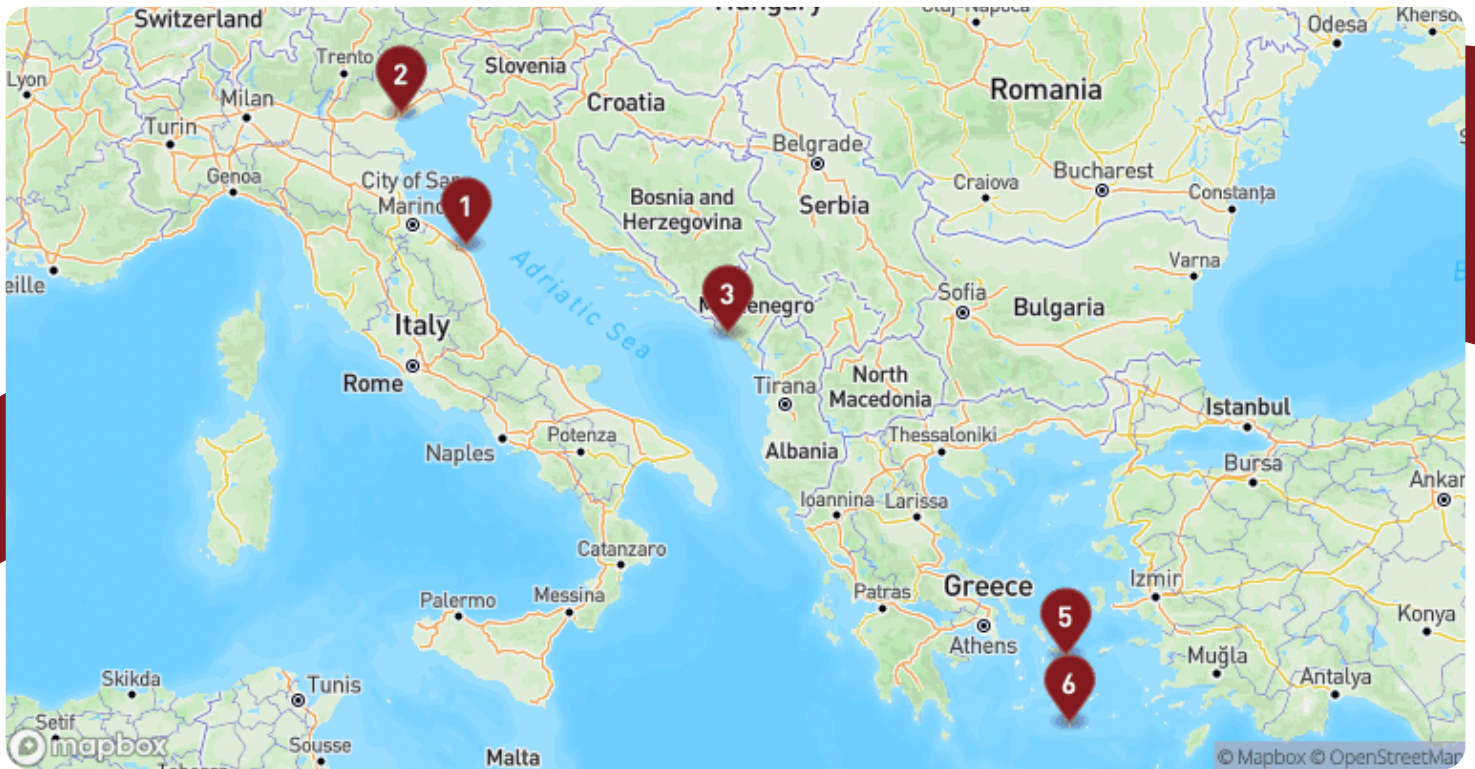 Switzerland
Hungary
Cluj-Napoca
Odesa
Kherso
Lyon
Trento
2
Slovenia
Milan
Croatia
Romania
Turin
Belgrade
Genoa
City of San
Marino
1
Bosnia and
Herzegovina
Serbia
Craiova
Bucharest
Constanța
eille
Adriatic Sea
3
Montenegro
Sofia
Bulgaria
Varna
B
Italy
Rome
Tirana
North
Macedonia
Istanbul
Naples
Potenza
Albania
Thessaloniki
Bursa
Ankar
Ioannina
Larissa
Catanzaro
Palermo
Messina
Patras
Greece
Athens
5
Izmir
Konya
6
Muğla
Antalya
Skikda
Tunis
Setif
mapbox
Sousse
Malta
© Mapbox © OpenStreetMap